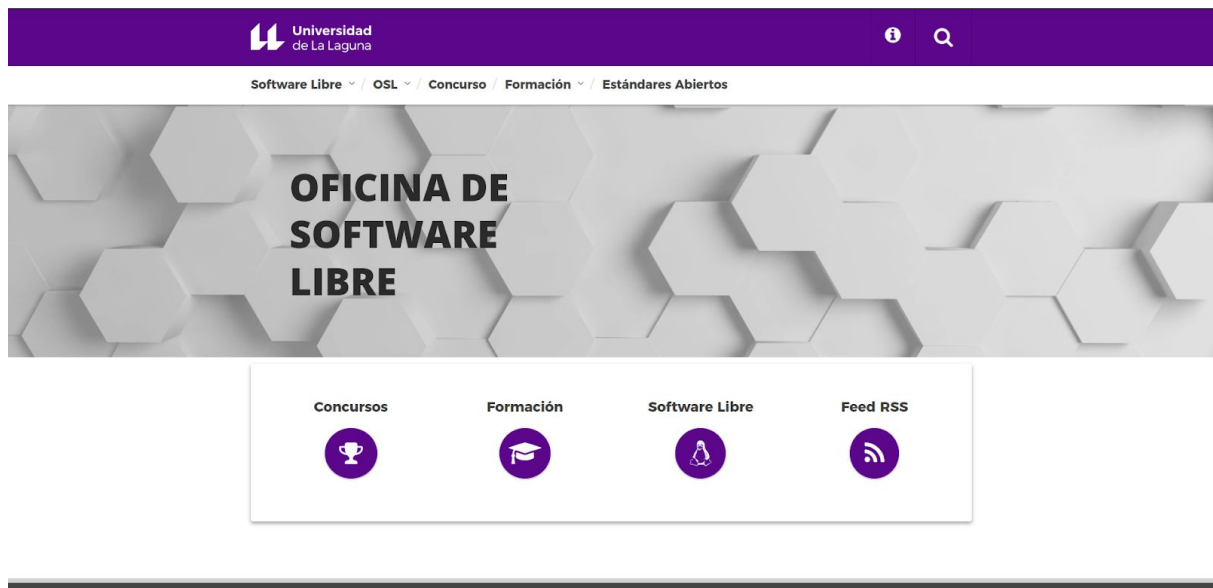 Universidad
de La Laguna
Software Libre / OSL / Concurso / Formación / Estándares Abiertos
OFICINA DE
SOFTWARE
LIBRE
Concursos Formación Software Libre Feed RSS